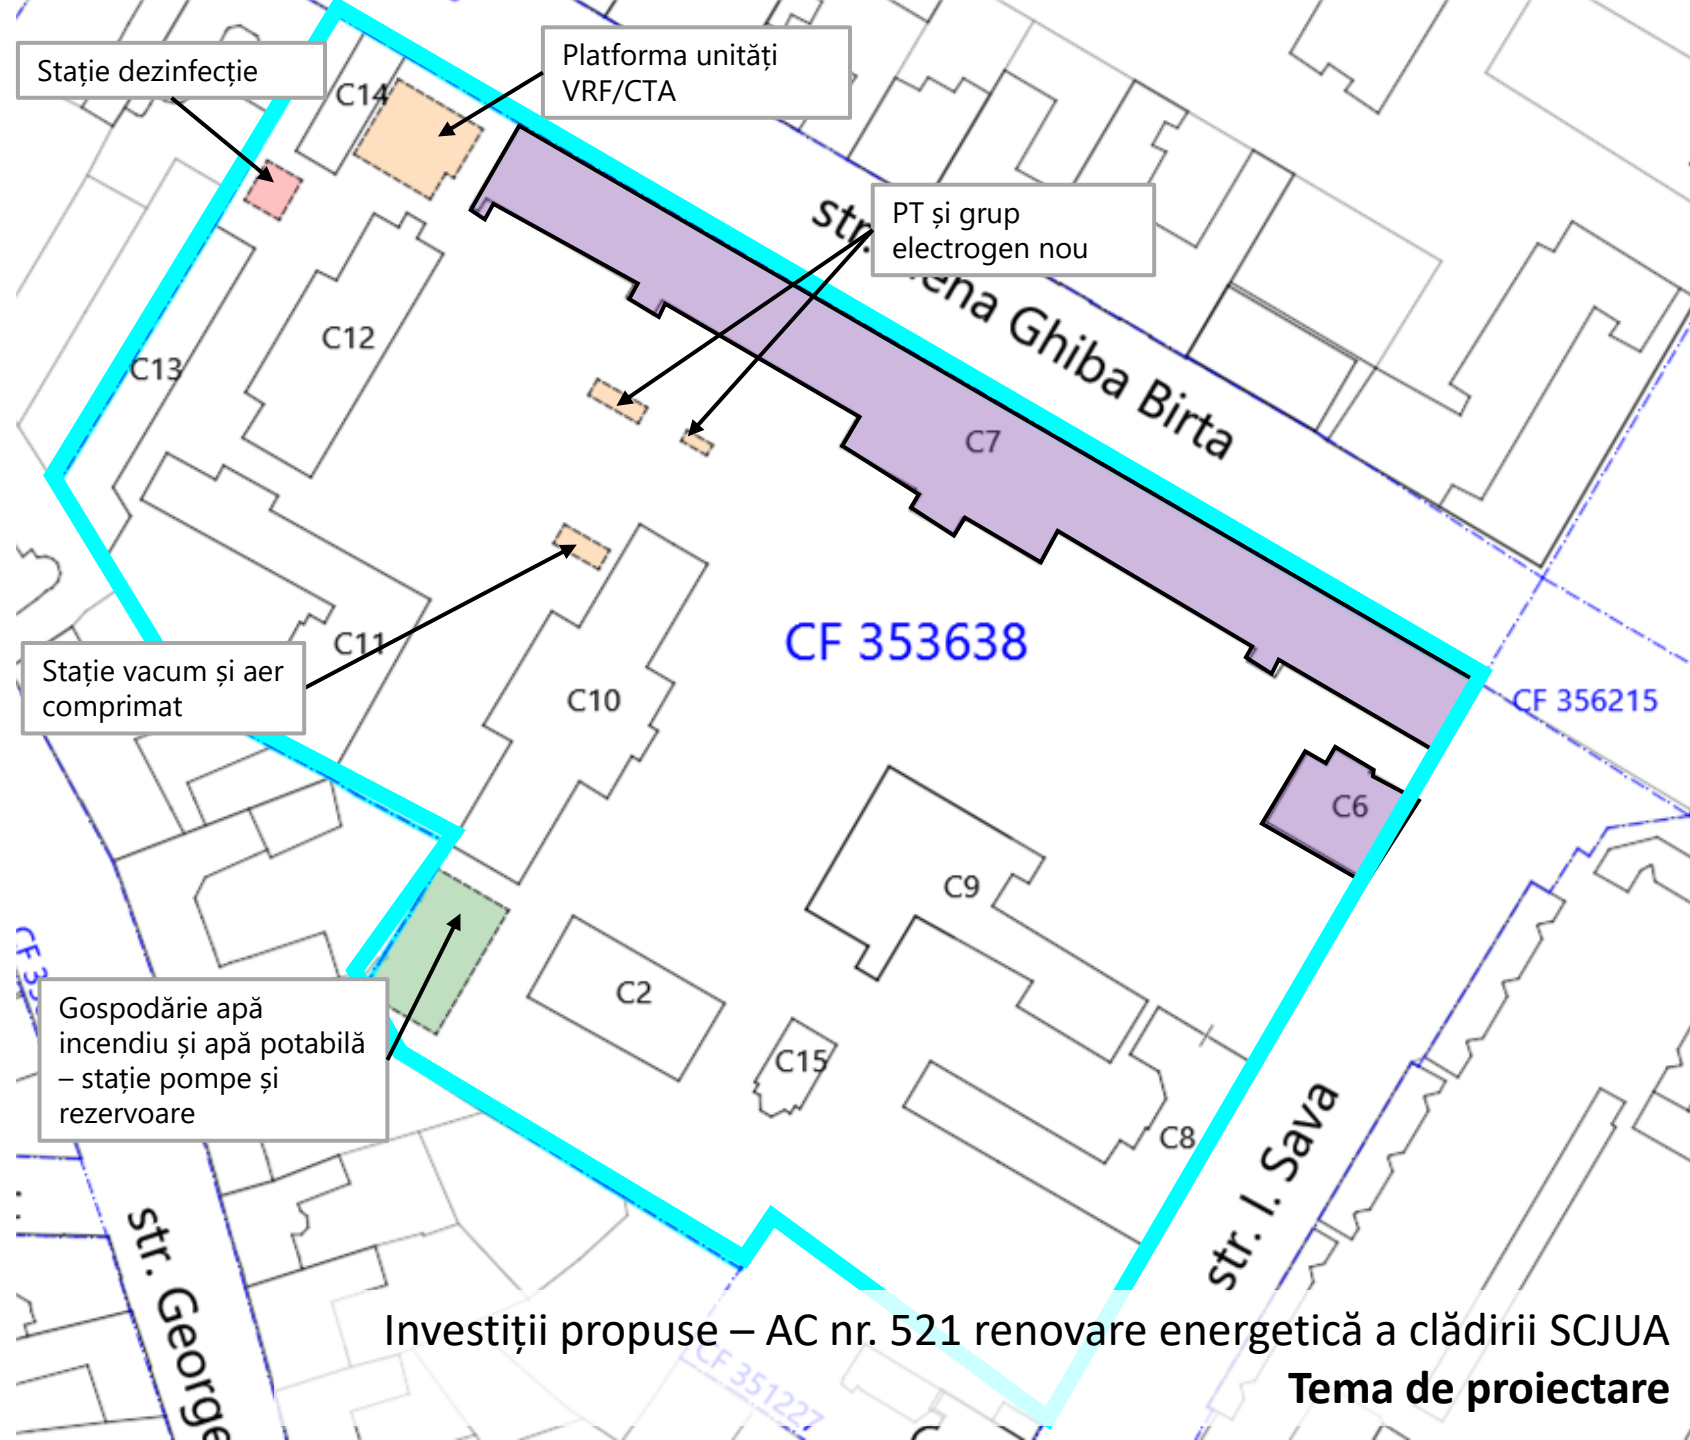 Stație dezinfecție
Platforma unități
VRF/CTA
C14
PT și grup
electrogen nou
str.
Ghiba Birta
C12
C13
C7
CF 353638
C11
Stație vacum și aer
comprimat
C10
CF 356215
C6
C9
C2
Gospodărie apă
incendiu și apă potabilă
– stație pompe și
rezervoare
C15
C8
str. I. Sava
str. George
Investiții propuse – AC nr. 521 renovare energetică a clădirii SCJUA
CF 351227
Tema de proiectare